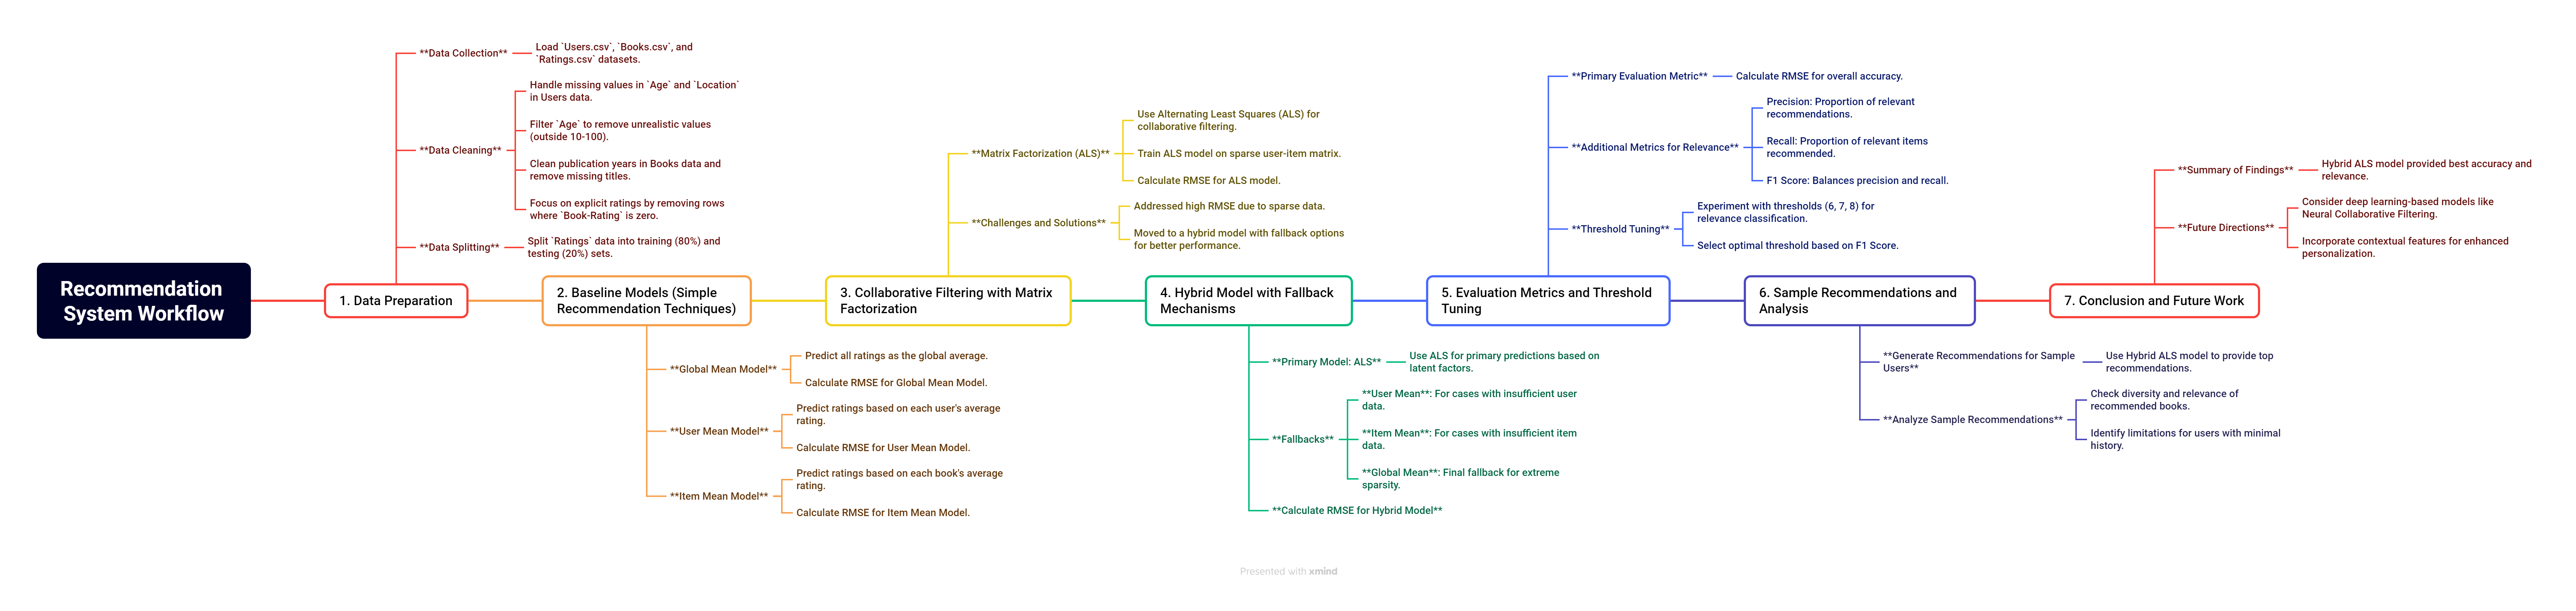 Recommendation
System Workflow
1. Data Preparation
**Data Collection**
Load `Users.csv`, `Books.csv`, and
`Ratings.csv` datasets.
**Data Cleaning**
Handle missing values in `Age` and `Location`
in Users data.
Filter `Age` to remove unrealistic values
(outside 10-100).
Clean publication years in Books data and
remove missing titles.
Focus on explicit ratings by removing rows
where `Book-Rating` is zero.
**Data Splitting**
Split `Ratings` data into training (80%) and
testing (20%) sets.
2. Baseline Models (Simple
Recommendation Techniques)
**Global Mean Model**
Predict all ratings as the global average.
Calculate RMSE for Global Mean Model.
**User Mean Model**
Predict ratings based on each user's average
rating.
Calculate RMSE for User Mean Model.
**Item Mean Model**
Predict ratings based on each book's average
rating.
Calculate RMSE for Item Mean Model.
3. Collaborative Filtering with Matrix
Factorization
**Matrix Factorization (ALS)**
Use Alternating Least Squares (ALS) for
collaborative filtering.
Train ALS model on sparse user-item matrix.
Calculate RMSE for ALS model.
**Challenges and Solutions**
Addressed high RMSE due to sparse data.
Moved to a hybrid model with fallback options
for better performance.
4. Hybrid Model with Fallback
Mechanisms
**Primary Model: ALS**
Use ALS for primary predictions based on
latent factors.
**Fallbacks**
**User Mean**: For cases with insufficient user
data.
**Item Mean**: For cases with insufficient item
data.
**Global Mean**: Final fallback for extreme
sparsity.
**Calculate RMSE for Hybrid Model**
5. Evaluation Metrics and Threshold
Tuning
**Primary Evaluation Metric**
Calculate RMSE for overall accuracy.
**Additional Metrics for Relevance**
Precision: Proportion of relevant
recommendations.
Recall: Proportion of relevant items
recommended.
F1 Score: Balances precision and recall.
**Threshold Tuning**
Experiment with thresholds (6, 7, 8) for
relevance classification.
Select optimal threshold based on F1 Score.
6. Sample Recommendations and
Analysis
**Generate Recommendations for Sample
Users**
Use Hybrid ALS model to provide top
recommendations.
**Analyze Sample Recommendations**
Check diversity and relevance of
recommended books.
Identify limitations for users with minimal
history.
7. Conclusion and Future Work
**Summary of Findings**
Hybrid ALS model provided best accuracy and
relevance.
**Future Directions**
Consider deep learning-based models like
Neural Collaborative Filtering.
Incorporate contextual features for enhanced
personalization.
Presented with xmind